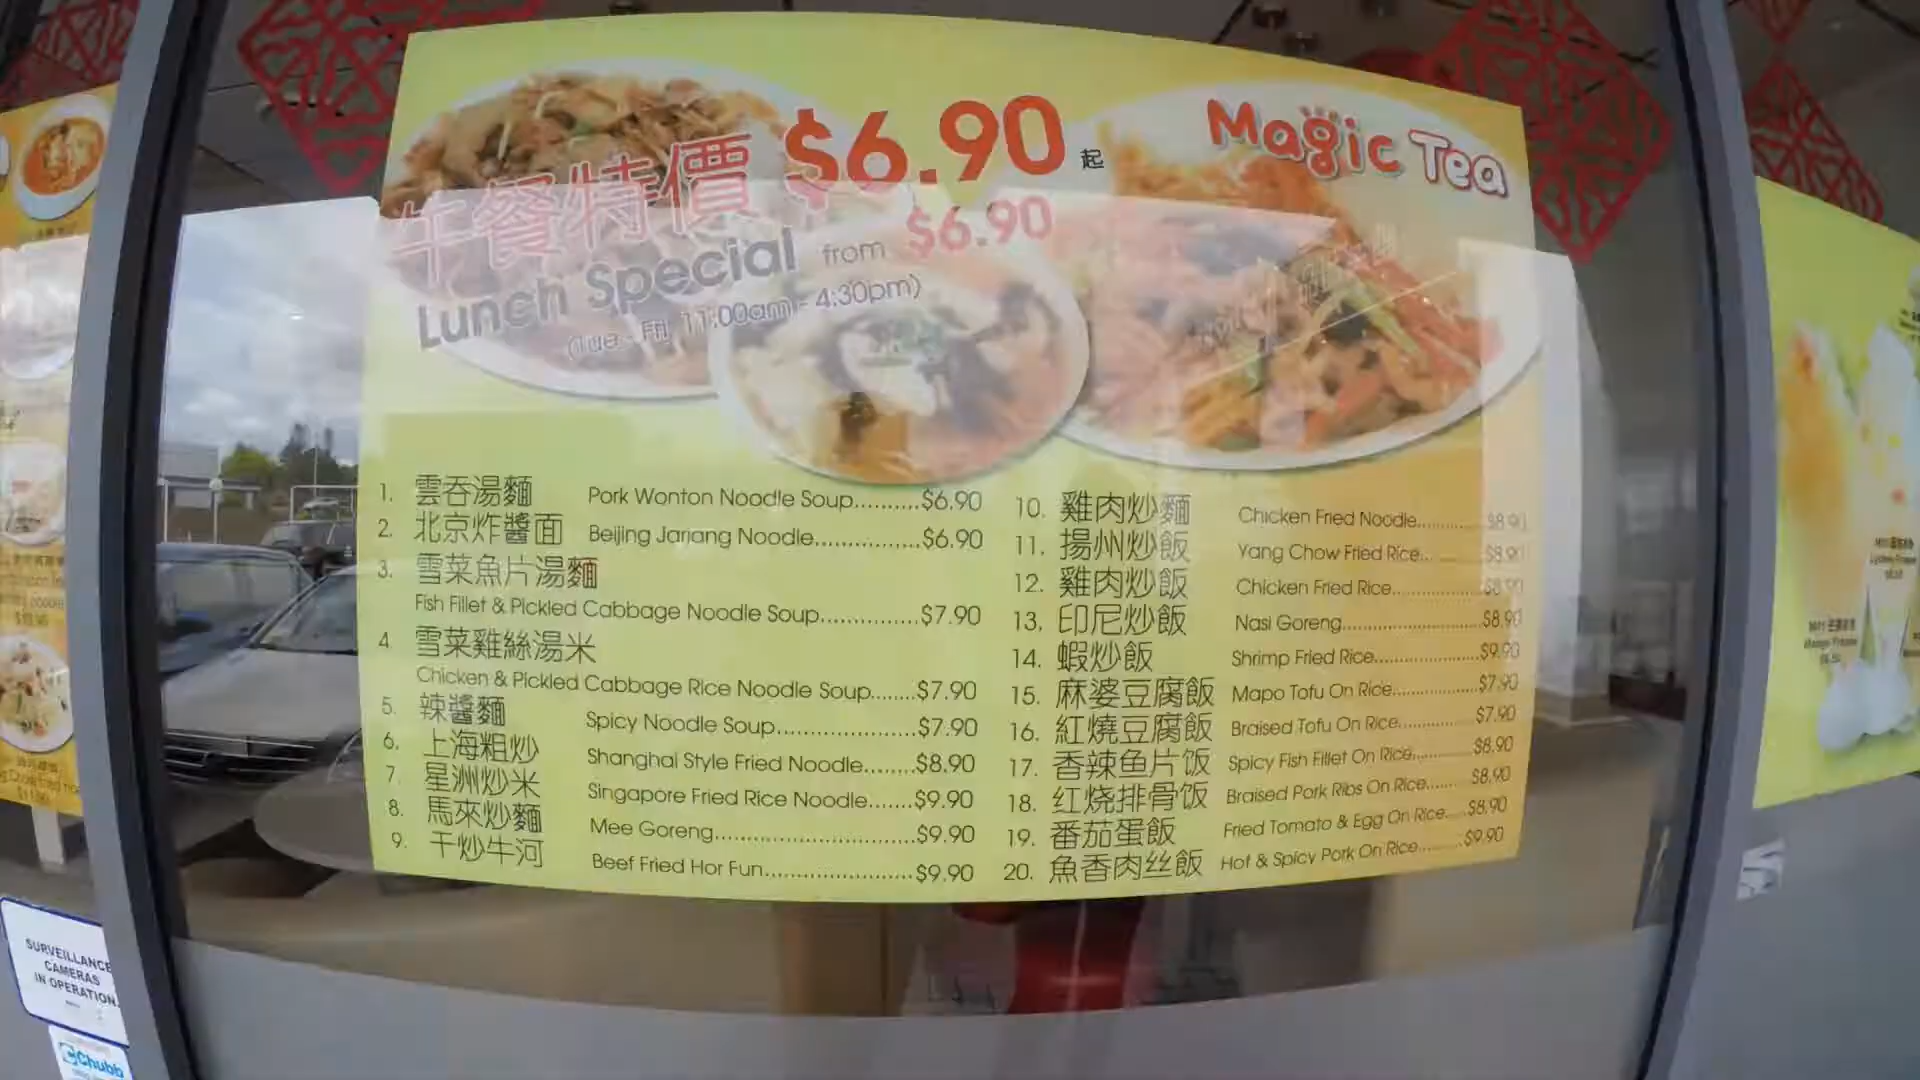 午餐特價 $6.90 起
Magic Tea
Lunch Special from $6.90
(Tue - Fri 11:00am - 4:30pm)
1. 雲吞湯麵 Pork Wonton Noodle Soup..........$6.90
2. 北京炸醬面 Beijing Jarjang Noodle................$6.90
3. 雪菜魚片湯麵
Fish Fillet & Pickled Cabbage Noodle Soup...............$7.90
4. 雪菜雞絲湯米
Chicken & Pickled Cabbage Rice Noodle Soup.......$7.90
5. 辣醬麵 Spicy Noodle Soup.....................$7.90
6. 上海粗炒 Shanghai Style Fried Noodle........$8.90
7. 星洲炒米 Singapore Fried Rice Noodle.......$9.90
8. 馬來炒麵 Mee Goreng..............................$9.90
9. 干炒牛河 Beef Fried Hor Fun......................$9.90
10. 雞肉炒麵 Chicken Fried Noodle..............$8.90
11. 揚州炒飯 Yang Chow Fried Rice..........$8.90
12. 雞肉炒飯 Chicken Fried Rice..................$8.90
13. 印尼炒飯 Nasi Goreng............................$8.90
14. 蝦炒飯 Shrimp Fried Rice.....................$9.90
15. 麻婆豆腐飯 Mapo Tofu On Rice.................$7.90
16. 紅燒豆腐飯 Braised Tofu On Rice...............$7.90
17. 香辣鱼片饭 Spicy Fish Fillet On Rice............$8.90
18. 红烧排骨饭 Braised Pork Ribs On Rice.......$8.90
19. 番茄蛋飯 Fried Tomato & Egg On Rice....$8.90
20. 魚香肉丝飯 Hot & Spicy Pork On Rice.........$9.90
SURVEILLANCE
CAMERAS
IN OPERATION
Chubb